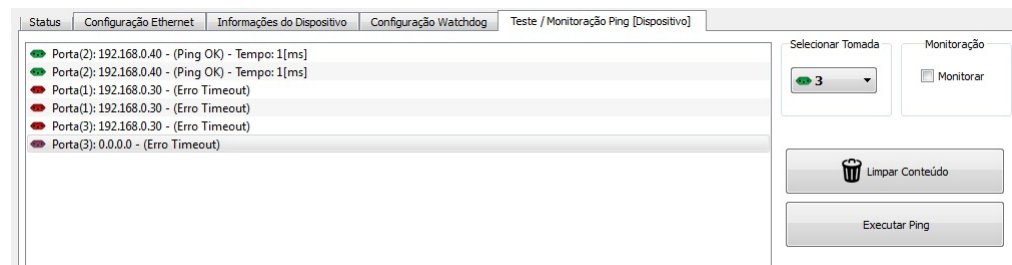 Status Configuração Ethernet Informações do Dispositivo Configuração Watchdog Teste / Monitoração Ping [Dispositivo]
Porta(2): 192.168.0.40 - (Ping OK) - Tempo: 1[ms]
Porta(2): 192.168.0.40 - (Ping OK) - Tempo: 1[ms]
Porta(1): 192.168.0.30 - (Erro Timeout)
Porta(1): 192.168.0.30 - (Erro Timeout)
Porta(3): 192.168.0.30 - (Erro Timeout)
Porta(3): 0.0.0.0 - (Erro Timeout)
Selecionar Tomada
3
Monitoração
Monitorar
Limpar Conteúdo
Executar Ping